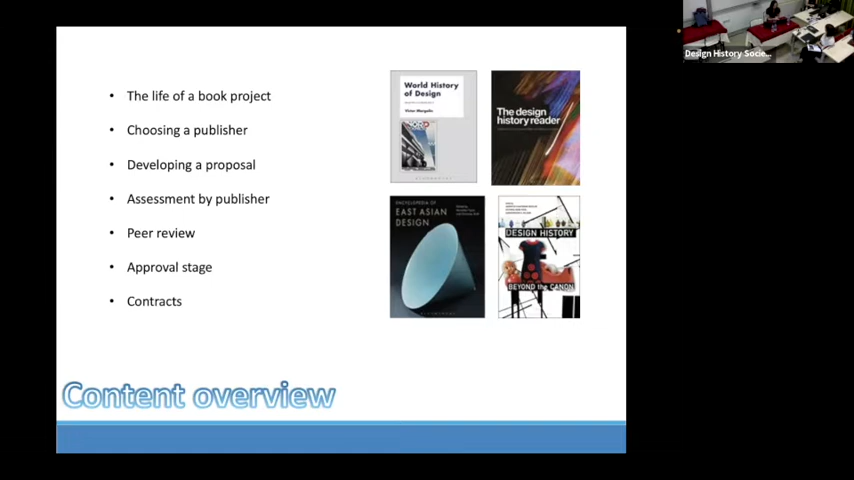 The life of a book project
Choosing a publisher
Developing a proposal
Assessment by publisher
Peer review
Approval stage
Contracts
World History
of Design
Victor Margolin
The design
history reader
ENCYCLOPEDIA OF
EAST ASIAN
DESIGN
DESIGN HISTORY
BEYOND the CANON
BLOOMSBURY
Content overview
Design History Socie...